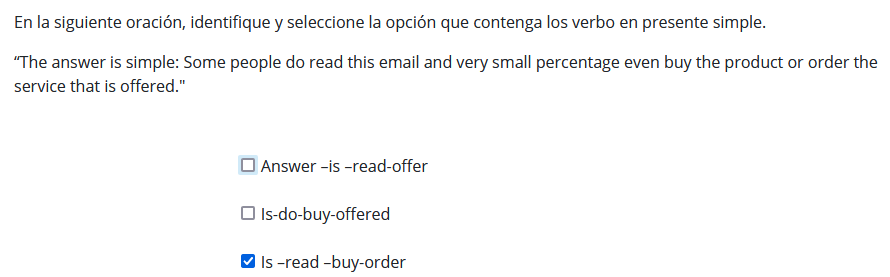 En la siguiente oración, identifique y seleccione la opción que contenga los verbo en presente simple.
“The answer is simple: Some people do read this email and very small percentage even buy the product or order the
service that is offered."
Answer –is –read-offer
Is-do-buy-offered
Is –read –buy-order